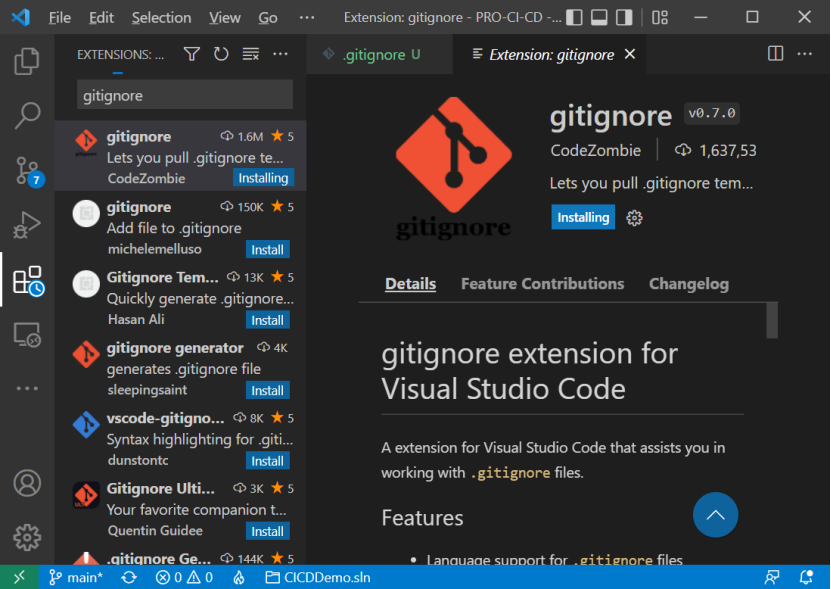 File Edit Selection View Go ··· Extension: gitignore - PRO-CI-CD -...
EXTENSIONS: ...
gitignore
gitignore 1.6M 5
Lets you pull .gitignore te...
CodeZombie Installing
gitignore 150K 5
Add file to .gitignore
michelemelluso Install
Gitignore Tem... 13K 5
Quickly generate .gitignore...
Hasan Ali Install
gitignore generator 4K
generates .gitignore file
sleepingsaint Install
vscode-gitigno... 8K 5
Syntax highlighting for .giti...
dunstontc Install
Gitignore Ulti... 3K 5
Your favorite companion t...
Quentin Guidee Install
.gitignore Ge... 144K 5
7
.gitignore U
Extension: gitignore
gitignore
gitignore v0.7.0
CodeZombie 1,637,53
Lets you pull .gitignore tem...
Installing
Details Feature Contributions Changelog
gitignore extension for
Visual Studio Code
A extension for Visual Studio Code that assists you in
working with .gitignore files.
Features
• Language support for .gitignore files
main* 0 0 CICDDemo.sln